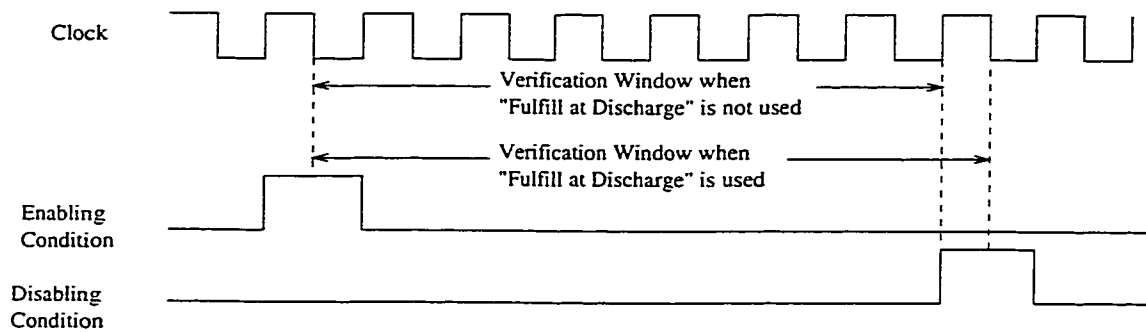 Clock
Verification Window when
"Fulfill at Discharge" is not used
Verification Window when
"Fulfill at Discharge" is used
Enabling
Condition
Disabling
Condition